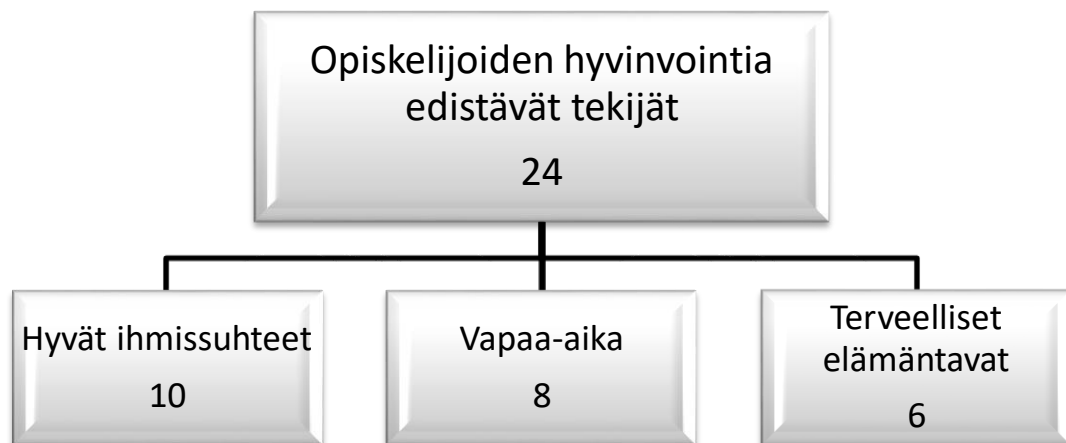 Opiskelijoiden hyvinvointia
edistävät tekijät
24
Hyvät ihmissuhteet
10
Vapaa-aika
8
Terveelliset
elämäntavat
6